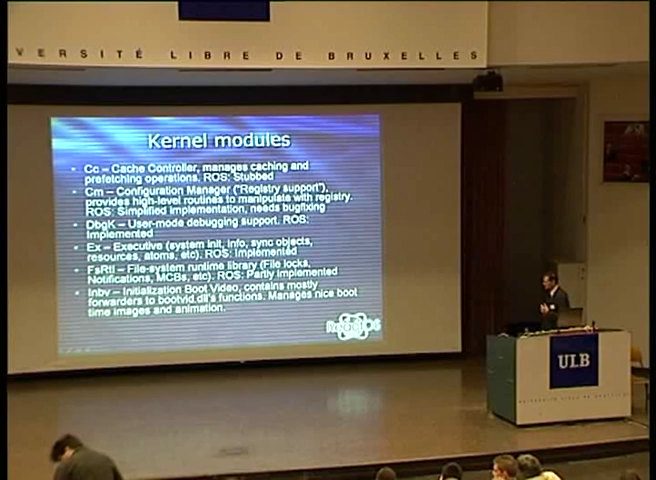 VERSITÉ LIBRE DE BRUXELLES
Kernel modules
• Cc – Cache Controller, manages caching and
prefetching operations. ROS: Stubbed
• Cm – Configuration Manager ("Registry support"),
provides high-level routines to manipulate with registry.
ROS: Simplified implementation, needs bugfixing
• DbgK – User-mode debugging support. ROS:
Implemented
• Ex – Executive (system init, info, sync objects,
resources, atoms, etc). ROS: Implemented
• FsRtl – File-system runtime library (File locks,
Notifications, MCBs, etc). ROS: Partly implemented
• Inbv – Initialization Boot Video, contains mostly
forwarders to bootvid.dll's functions. Manages nice boot
time images and animation.
ReactOS
ULB